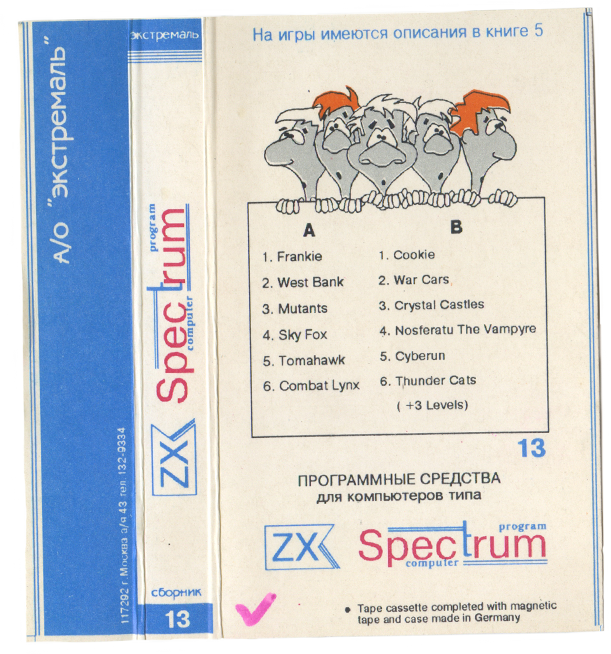 А/О "экстремаль"
117292 г. Москва а/я 43 тел. 132-9334
экстремаль
ZX Spectrum
program
computer
сборник
13
На игры имеются описания в книге 5
A
1. Frankie
2. West Bank
3. Mutants
4. Sky Fox
5. Tomahawk
6. Combat Lynx
B
1. Cookie
2. War Cars
3. Crystal Castles
4. Nosferatu The Vampyre
5. Cyberun
6. Thunder Cats
( +3 Levels)
13
ПРОГРАММНЫЕ СРЕДСТВА
для компьютеров типа
ZX Spectrum
program
computer
• Tape cassette completed with magnetic
tape and case made in Germany